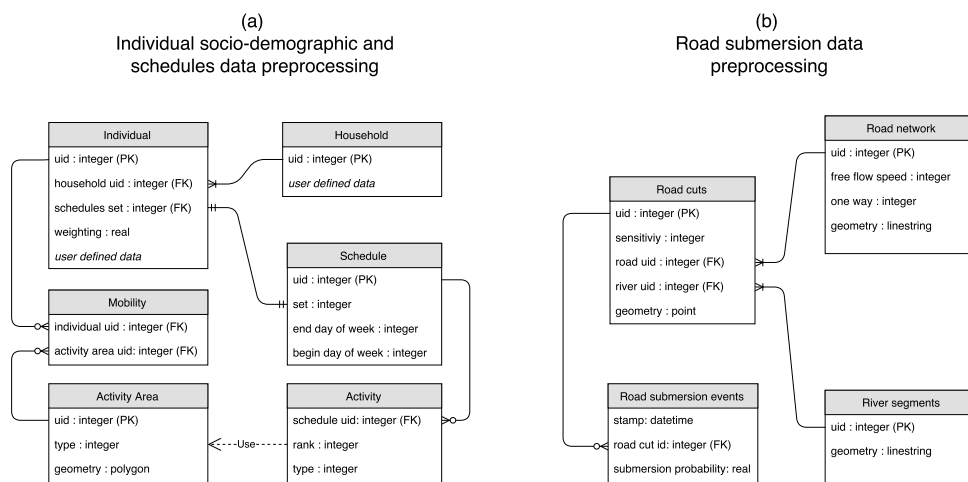 (a)
Individual socio-demographic and
schedules data preprocessing
Individual
uid : integer (PK)
household uid : integer (FK)
schedules set : integer (FK)
weighting : real
user defined data
Household
uid : integer (PK)
user defined data
Schedule
uid : integer (PK)
set : integer
end day of week : integer
begin day of week : integer
Mobility
individual uid : integer (FK)
activity area uid: integer (FK)
Activity Area
uid : integer (PK)
type : integer
geometry : polygon
Use
Activity
schedule uid: integer (FK)
rank : integer
type : integer
(b)
Road submersion data
preprocessing
Road network
uid : integer (PK)
free flow speed : integer
one way : integer
geometry : linestring
Road cuts
uid : integer (PK)
sensitiviy : integer
road uid : integer (FK)
river uid : integer (FK)
geometry : point
Road submersion events
stamp: datetime
road cut id: integer (FK)
submersion probability: real
River segments
uid : integer (PK)
geometry : linestring